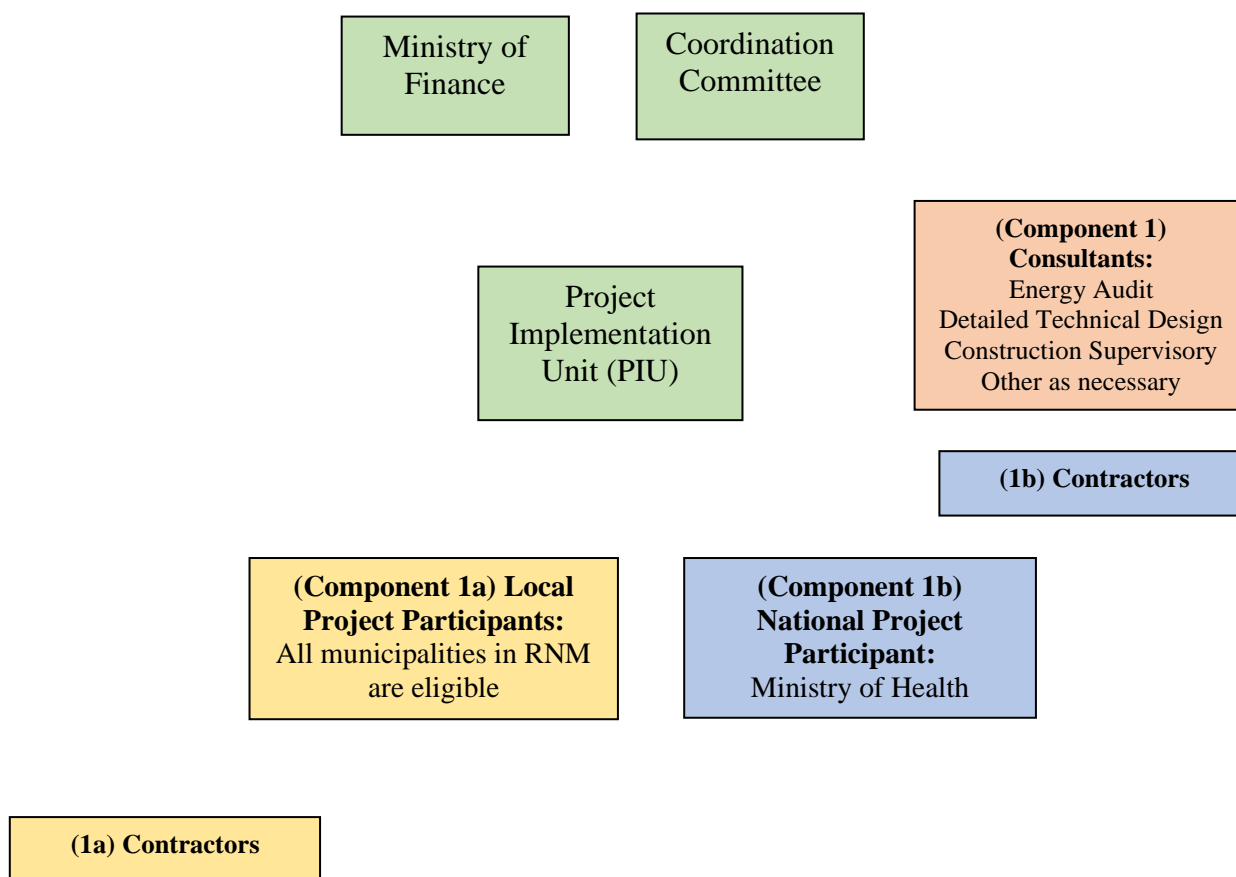 Ministry of
Finance
Coordination
Committee
(Component 1)
Consultants:
Energy Audit
Detailed Technical Design
Construction Supervisory
Other as necessary
Project
Implementation
Unit (PIU)
(1b) Contractors
(Component 1a) Local
Project Participants:
All municipalities in RNM
are eligible
(Component 1b)
National Project
Participant:
Ministry of Health
(1a) Contractors